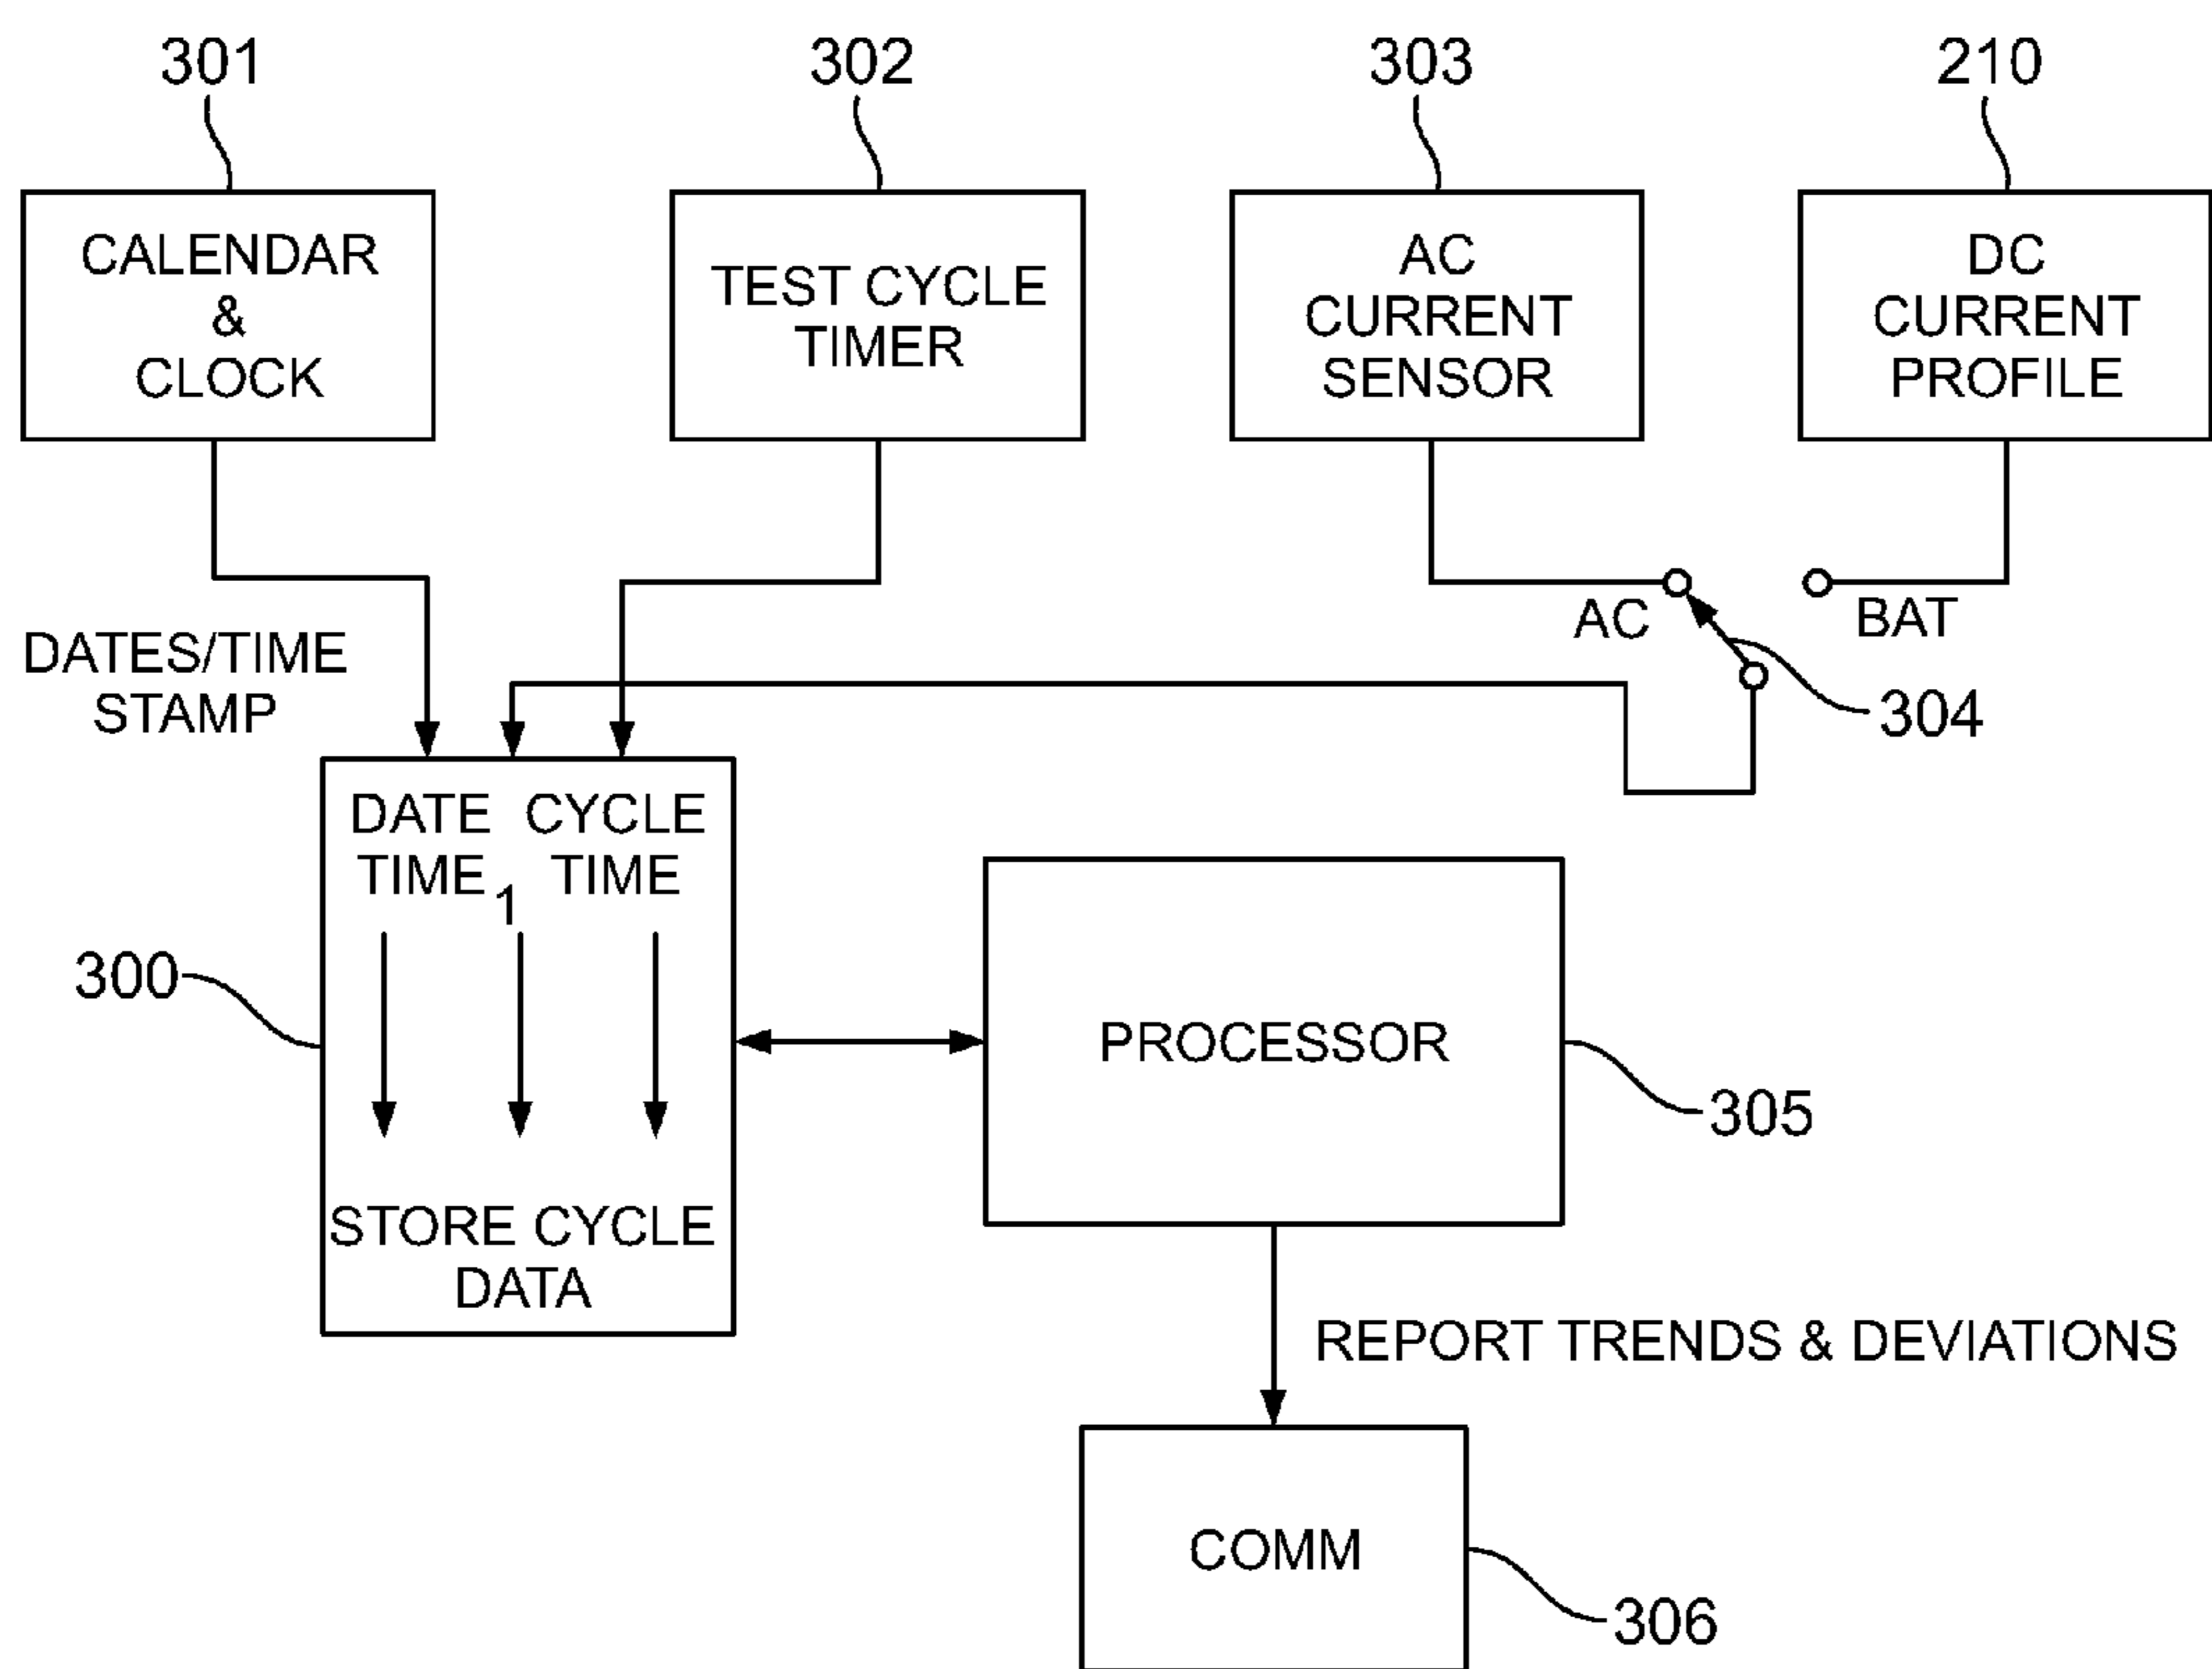 301
302
303
210
CALENDAR
&
CLOCK
TEST CYCLE
TIMER
AC
CURRENT
SENSOR
DC
CURRENT
PROFILE
AC
BAT
304
DATES/TIME
STAMP
DATE CYCLE
TIME 1 TIME
300
STORE CYCLE
DATA
PROCESSOR
305
REPORT TRENDS & DEVIATIONS
COMM
306